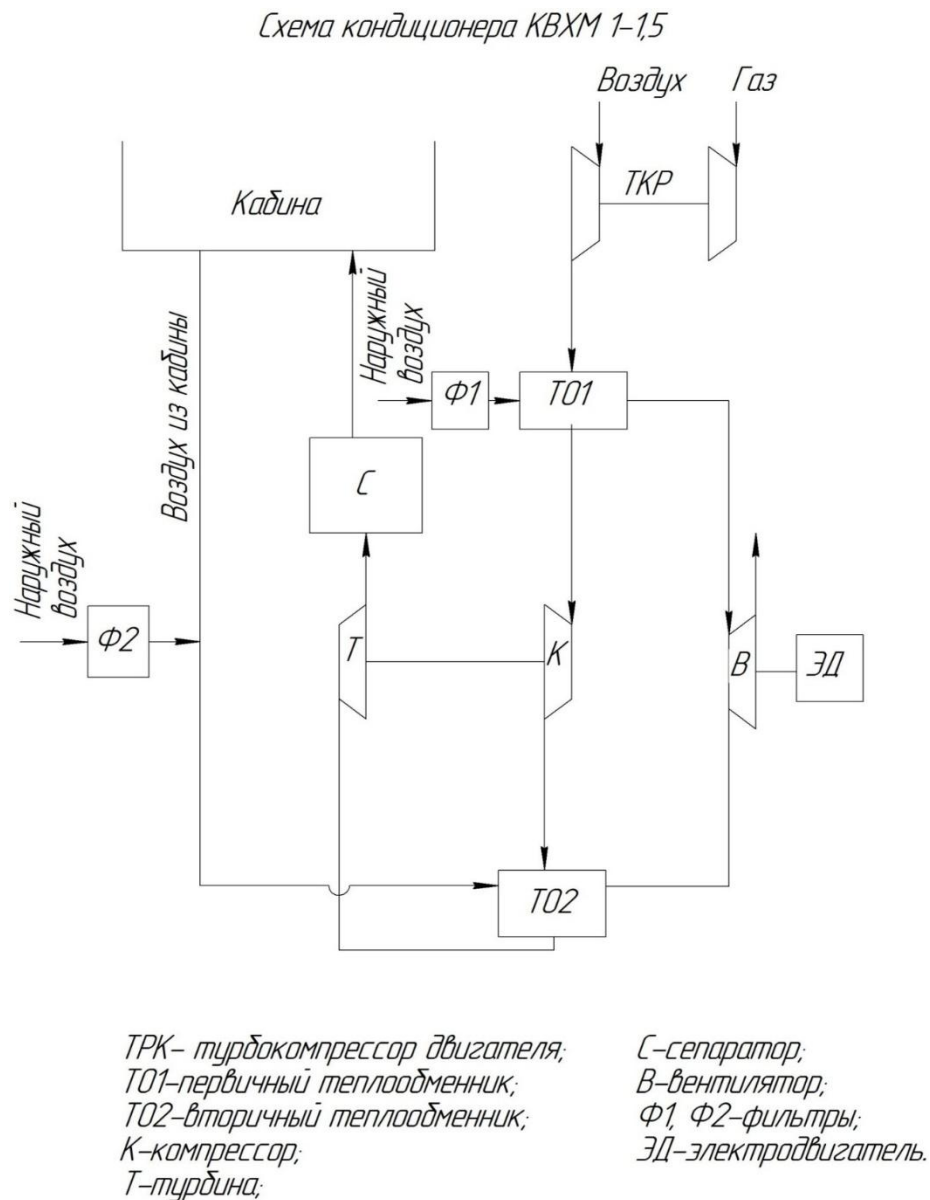 Схема кондиционера КВХМ 1-1,5
Воздух
Газ
ТКР
Кабина
Наружный
воздух
Воздух из кабины
Ф1
ТО1
С
Наружный
воздух
Ф2
Т
К
В
ЭД
ТО2
ТРК- турбокомпрессор двигателя;
ТО1-первичный теплообменник;
ТО2-вторичный теплообменник;
К-компрессор;
Т-турбина;
С-сепаратор;
В-вентилятор;
Ф1, Ф2-фильтры;
ЭД-электродвигатель.